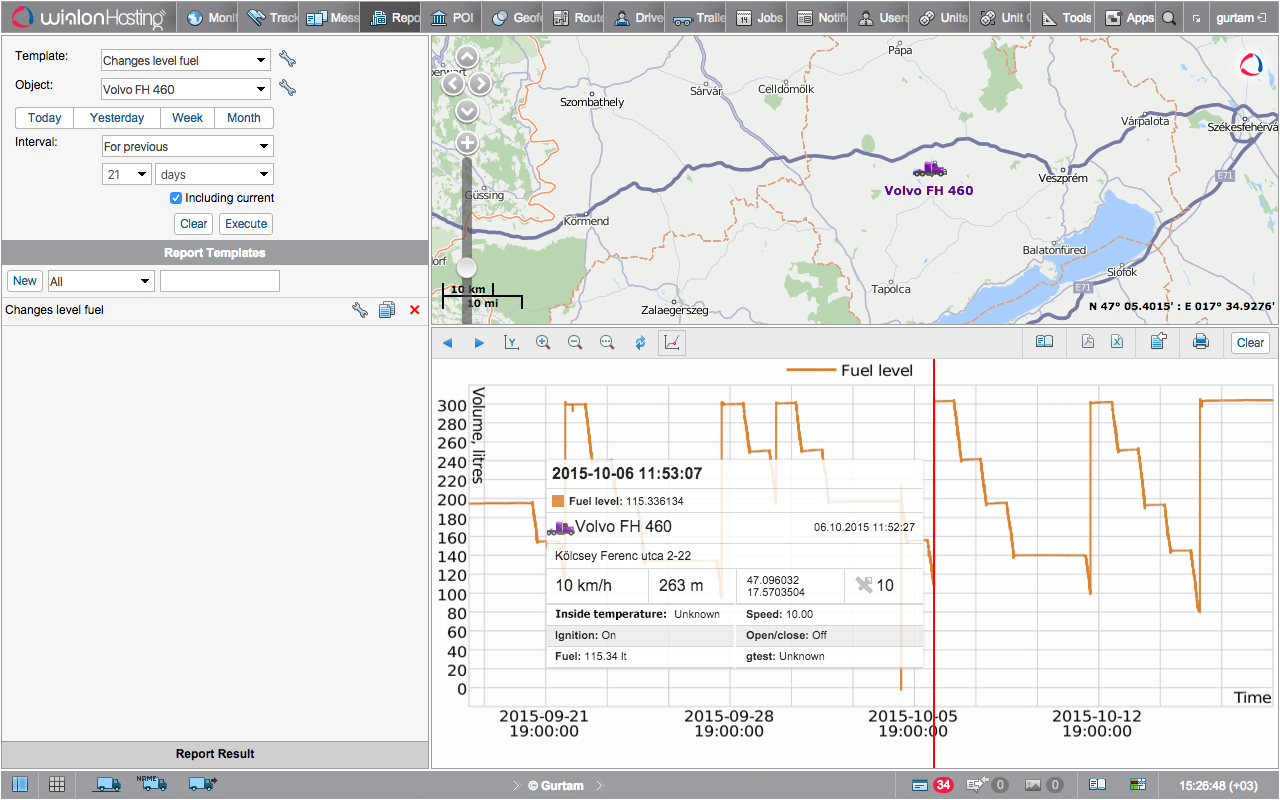 wialon Hosting
Monit
Track
Mess
Repo
POI
Geofe
Route
Drive
Traile
Jobs
Notifi
Users
Units
Unit G
Tools
Apps
gurtam
Template:
Changes level fuel
Object:
Volvo FH 460
Today
Yesterday
Week
Month
Interval:
For previous
21
days
Including current
Clear
Execute
Report Templates
New
All
Changes level fuel
Report Result
Pápa
Szombathely
Sárvár
Celldömölk
Várpalota
Székesfehérvá
E71
Volvo FH 460
Veszprém
Güssing
Körmend
Balatonfüred
Siófok
E71
Tapolca
Zalaegerszeg
10 km
10 mi
N 47° 05.4015' : E 017° 34.9276'
Clear
Fuel level
Volume, litres
300
280
260
240
220
200
180
160
140
120
100
80
60
40
20
0
2015-10-06 11:53:07
Fuel level: 115.336134
Volvo FH 460
06.10.2015 11:52:27
Kölcsey Ferenc utca 2-22
10 km/h
263 m
47.096032
17.5703504
10
Inside temperature: Unknown
Speed: 10.00
Ignition: On
Open/close: Off
Fuel: 115.34 lt
gtest: Unknown
Time
2015-09-21
19:00:00
2015-09-28
19:00:00
2015-10-05
19:00:00
2015-10-12
19:00:00
NAME
© Gurtam
34
0
0
15:26:48 (+03)